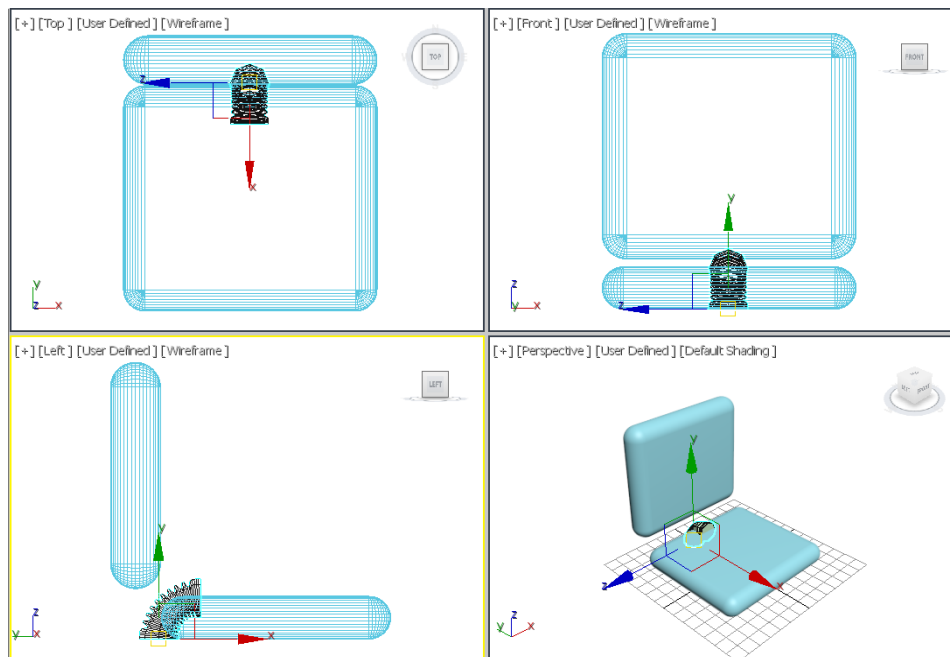 [+] [Top] [User Defined] [Wireframe]
TOP
z
x
y
z
x
[+] [Front] [User Defined] [Wireframe]
FRONT
y
z
z
y
x
[+] [Left] [User Defined] [Wireframe]
LEFT
y
x
z
y
x
[+] [Perspective] [User Defined] [Default Shading]
y
z
x
z
x
y